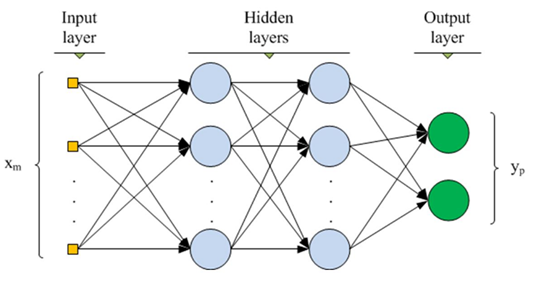 Input
layer
Hidden
layers
Output
layer
xm
yp